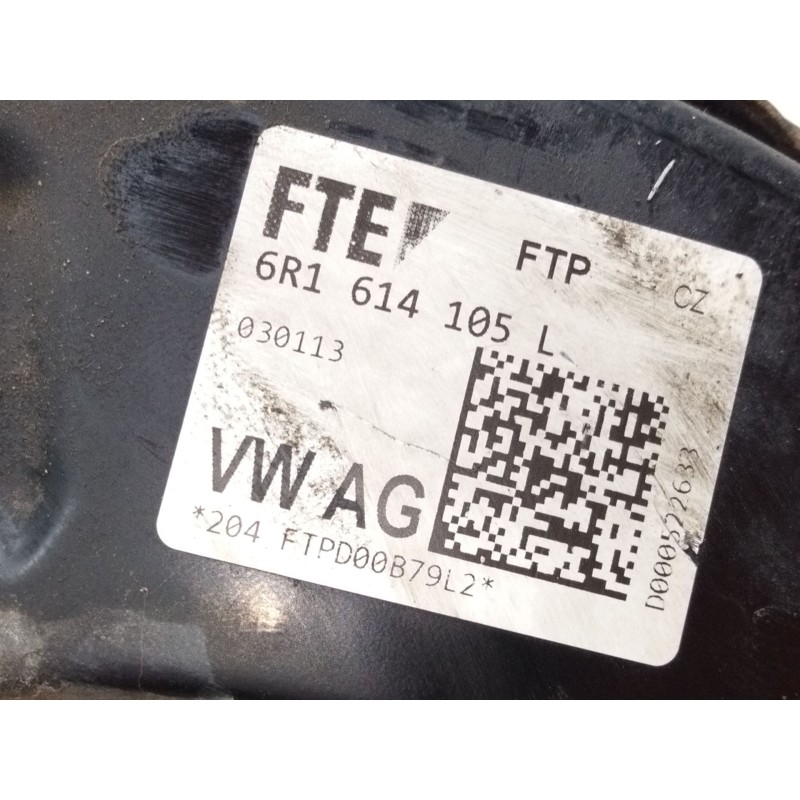 FTE FTP CZ
6R1 614 105 L
030113
VW AG
*204 FTPD00B79L2*
D000522633